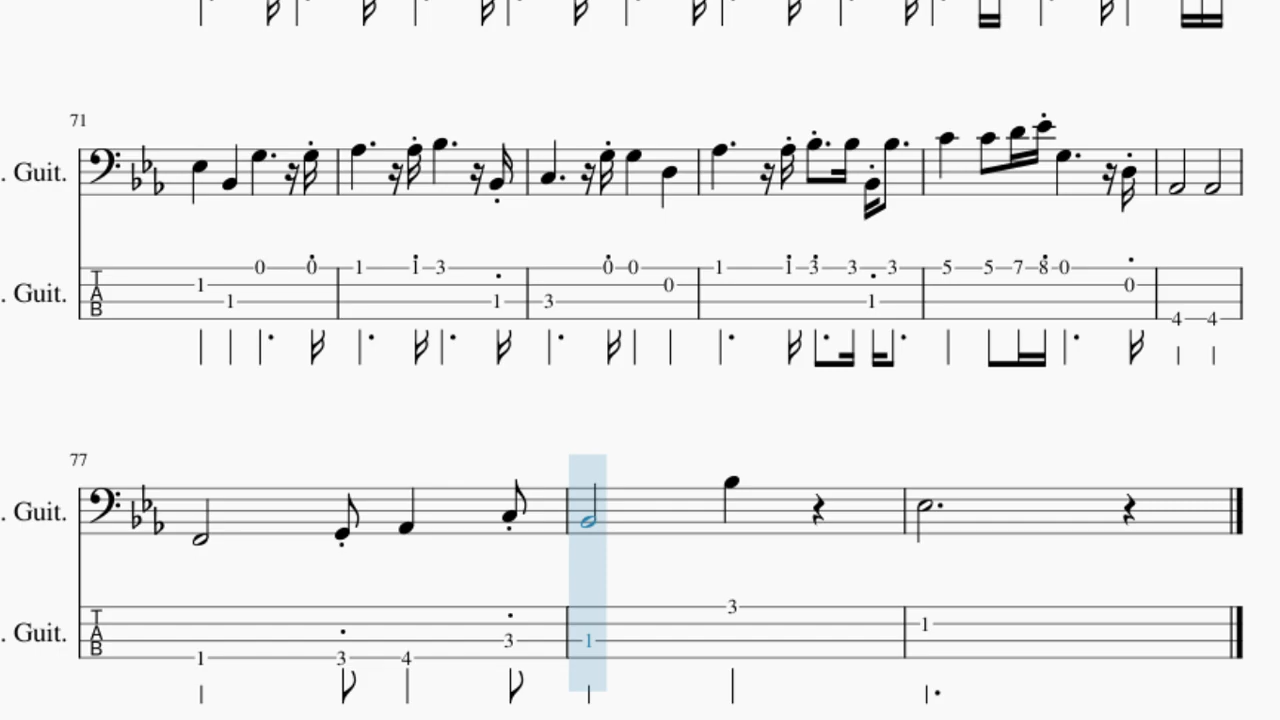 71
. Guit.
0 0 1 1 3 0 0 1 1 3 3 3 5 5 7 8 0
1 0 0
. Guit.
1 1 3 1
4 4
77
. Guit.
3
1
. Guit.
3 1
1 3 4